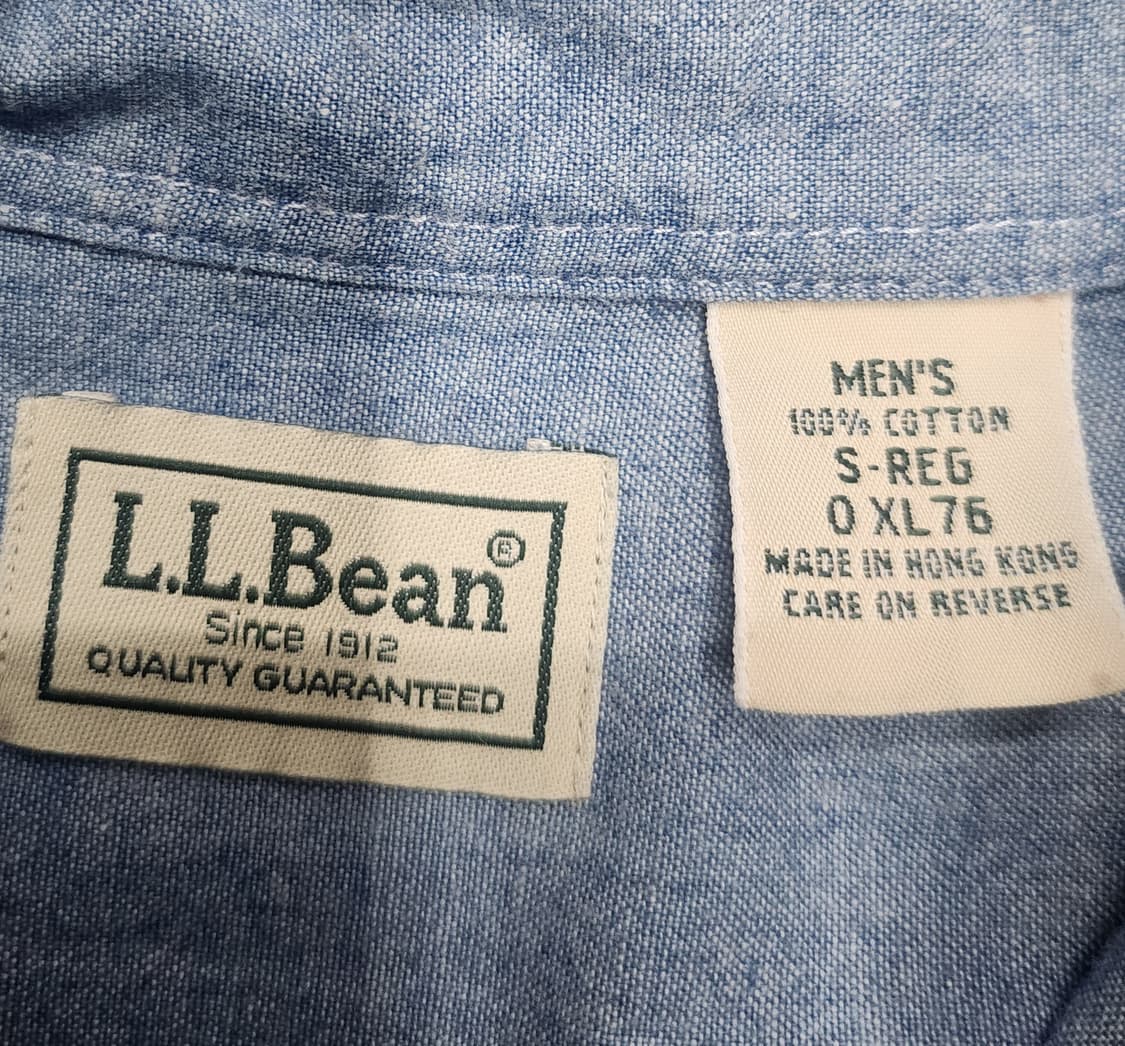 L.L.Bean®
Since 1912
QUALITY GUARANTEED
MEN'S
100% COTTON
S-REG
0 XL76
MADE IN HONG KONG
CARE ON REVERSE